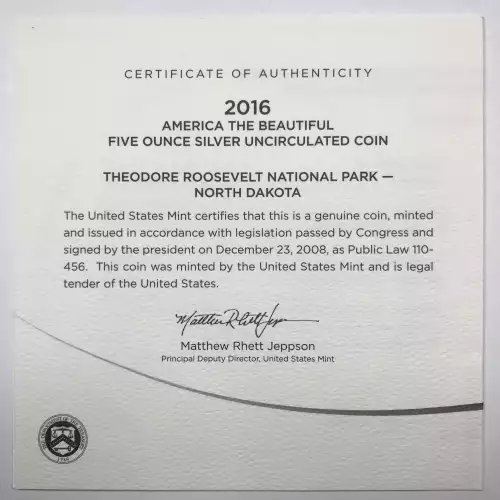 CERTIFICATE OF AUTHENTICITY
2016
AMERICA THE BEAUTIFUL
FIVE OUNCE SILVER UNCIRCULATED COIN
THEODORE ROOSEVELT NATIONAL PARK —
NORTH DAKOTA
The United States Mint certifies that this is a genuine coin, minted
and issued in accordance with legislation passed by Congress and
signed by the president on December 23, 2008, as Public Law 110-
456. This coin was minted by the United States Mint and is legal
tender of the United States.
Matthew Rhett Jeppson
Matthew Rhett Jeppson
Principal Deputy Director, United States Mint